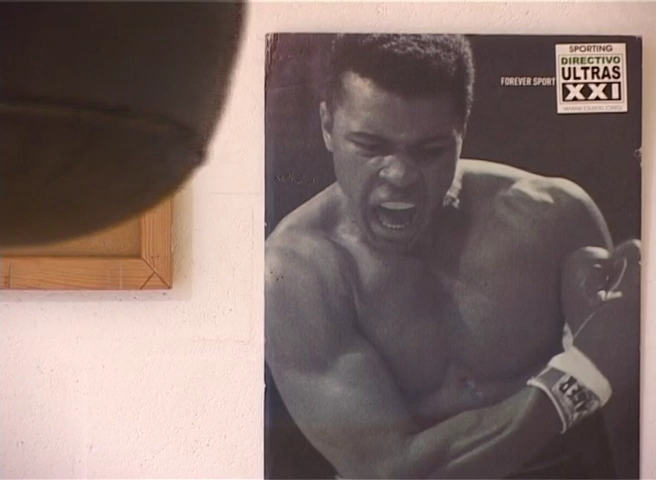 FOREVER SPORT
SPORTING
DIRECTIVO
ULTRAS
XXI